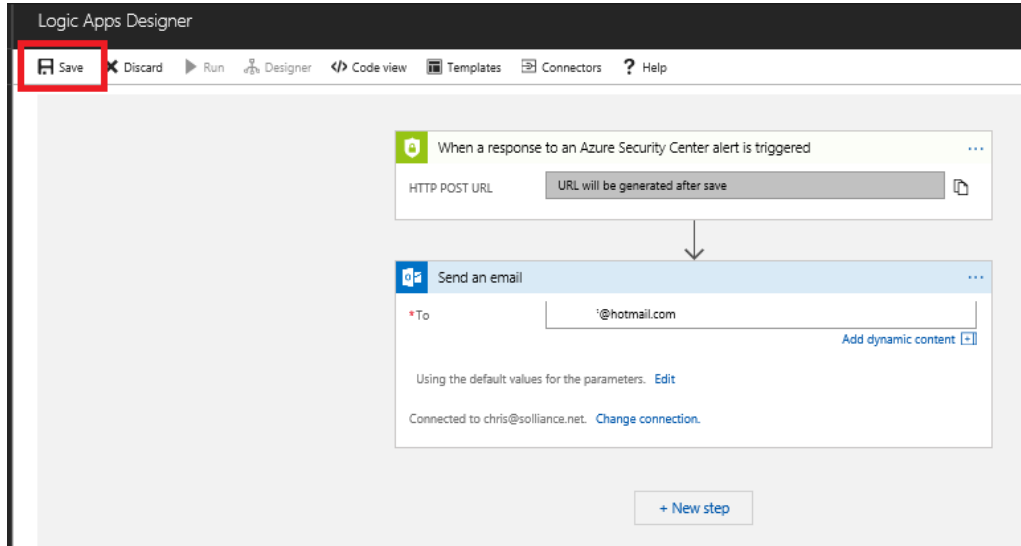 Logic Apps Designer
Save Discard Run Designer </> Code view Templates Connectors ? Help
When a response to an Azure Security Center alert is triggered ...
HTTP POST URL URL will be generated after save
Send an email ...
*To @hotmail.com
Add dynamic content
Using the default values for the parameters. Edit
Connected to chris@solliance.net. Change connection.
+ New step